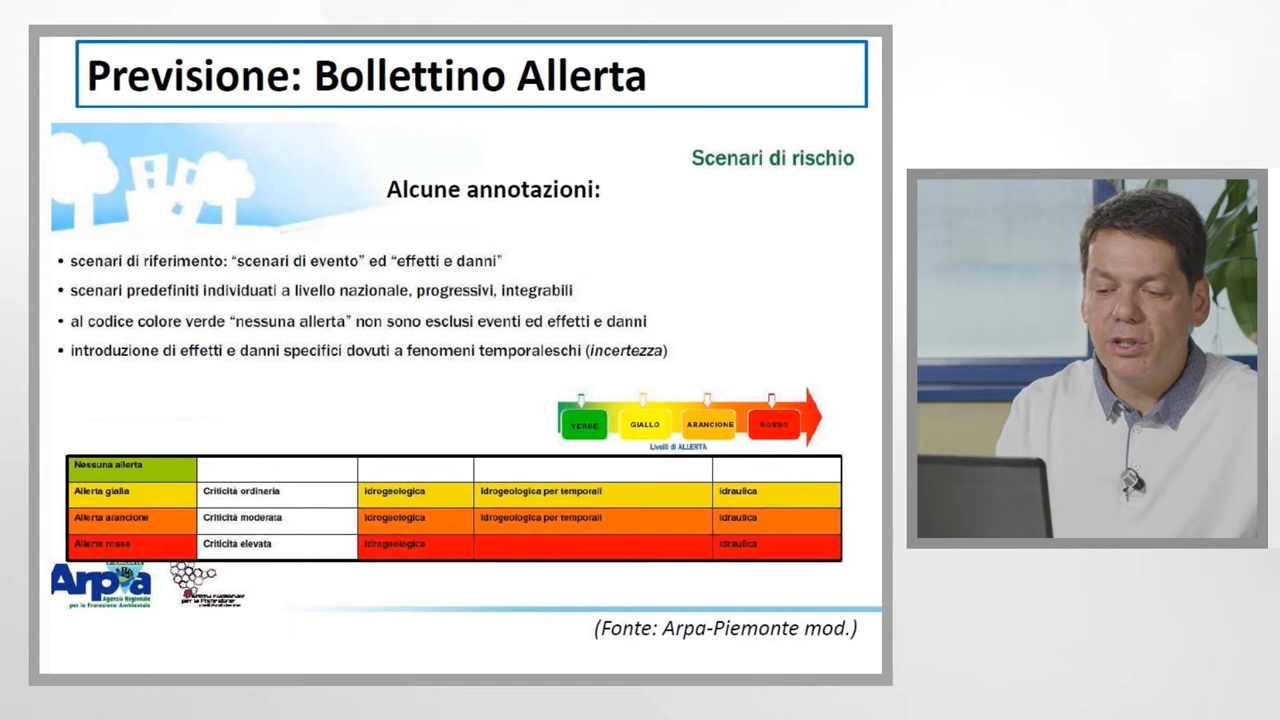 Previsione: Bollettino Allerta
Scenari di rischio
Alcune annotazioni:
• scenari di riferimento: “scenari di evento” ed “effetti e danni”
• scenari predefiniti individuati a livello nazionale, progressivi, integrabili
• al codice colore verde “nessuna allerta” non sono esclusi eventi ed effetti e danni
• introduzione di effetti e danni specifici dovuti a fenomeni temporaleschi (incertezza)
VERDE GIALLO ARANCIONE ROSSO
Livelli di ALLERTA
Nessuna allerta
Allerta gialla Criticità ordinaria Idrogeologica Idrogeologica per temporali Idraulica
Allerta arancione Criticità moderata Idrogeologica Idrogeologica per temporali Idraulica
Allerta rossa Criticità elevata Idrogeologica Idraulica
Arpa
Agenzia Regionale
per la Protezione Ambientale
(Fonte: Arpa-Piemonte mod.)